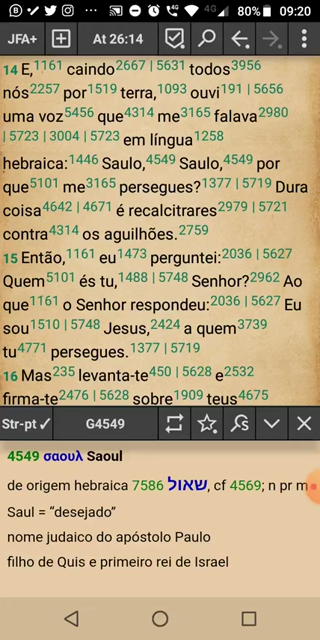 4G 80% 09:20
JFA+ At 26:14
14 E,1161 caindo2667 | 5631 todos3956
nós2257 por1519 terra,1093 ouvi191 | 5656
uma voz5456 que4314 me3165 falava2980
| 5723 | 3004 | 5723 em língua1258
hebraica:1446 Saulo,4549 Saulo,4549 por
que5101 me3165 persegues?1377 | 5719 Dura
coisa4642 | 4671 é recalcitrares2979 | 5721
contra4314 os aguilhões.2759
15 Então,1161 eu1473 perguntei:2036 | 5627
Quem5101 és tu,1488 | 5748 Senhor?2962 Ao
que1161 o Senhor respondeu:2036 | 5627 Eu
sou1510 | 5748 Jesus,2424 a quem3739
tu4771 persegues.1377 | 5719
16 Mas235 levanta-te450 | 5628 e2532
firma-te2476 | 5628 sobre1909 teus4675
Str-pt✓ G4549
4549 σαουλ Saoul
de origem hebraica 7586 שאול, cf 4569; n pr m
Saul = “desejado”
nome judaico do apóstolo Paulo
filho de Quis e primeiro rei de Israel